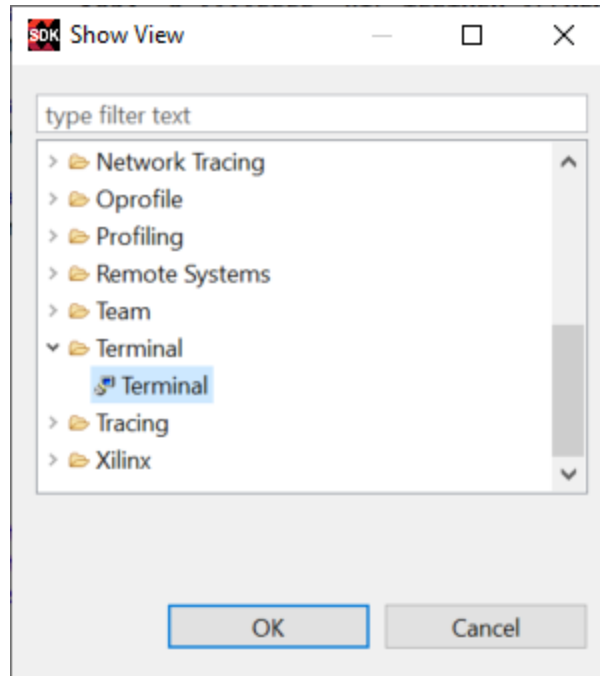 SDK Show View
type filter text
Network Tracing
Oprofile
Profiling
Remote Systems
Team
Terminal
Terminal
Tracing
Xilinx
OK Cancel